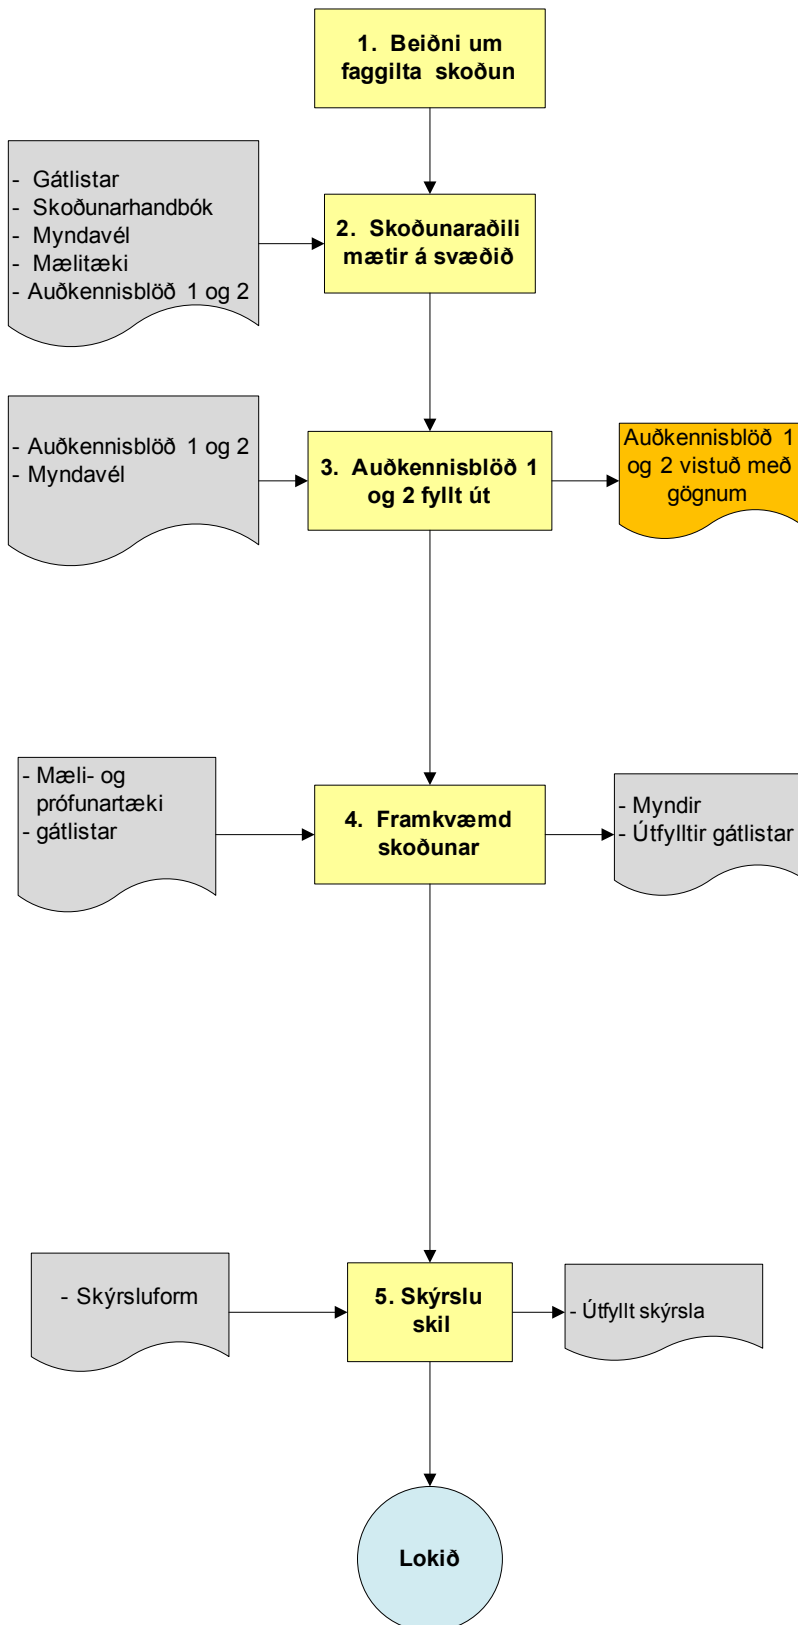 1. Beiðni um
faggilta skoðun
- Gátlistar
- Skoðunarhandbók
- Myndavél
- Mælitæki
- Auðkennisblöð 1 og 2
2. Skoðunaraðili
mætir á svæðið
- Auðkennisblöð 1 og 2
- Myndavél
3. Auðkennisblöð 1
og 2 fyllt út
Auðkennisblöð 1
og 2 vistuð með
gögnum
- Mæli- og
prófunartæki
- gátlistar
4. Framkvæmd
skoðunar
- Myndir
- Útfylltir gátlistar
- Skýrsluform
5. Skýrslu
skil
- Útfyllt skýrsla
Lokið